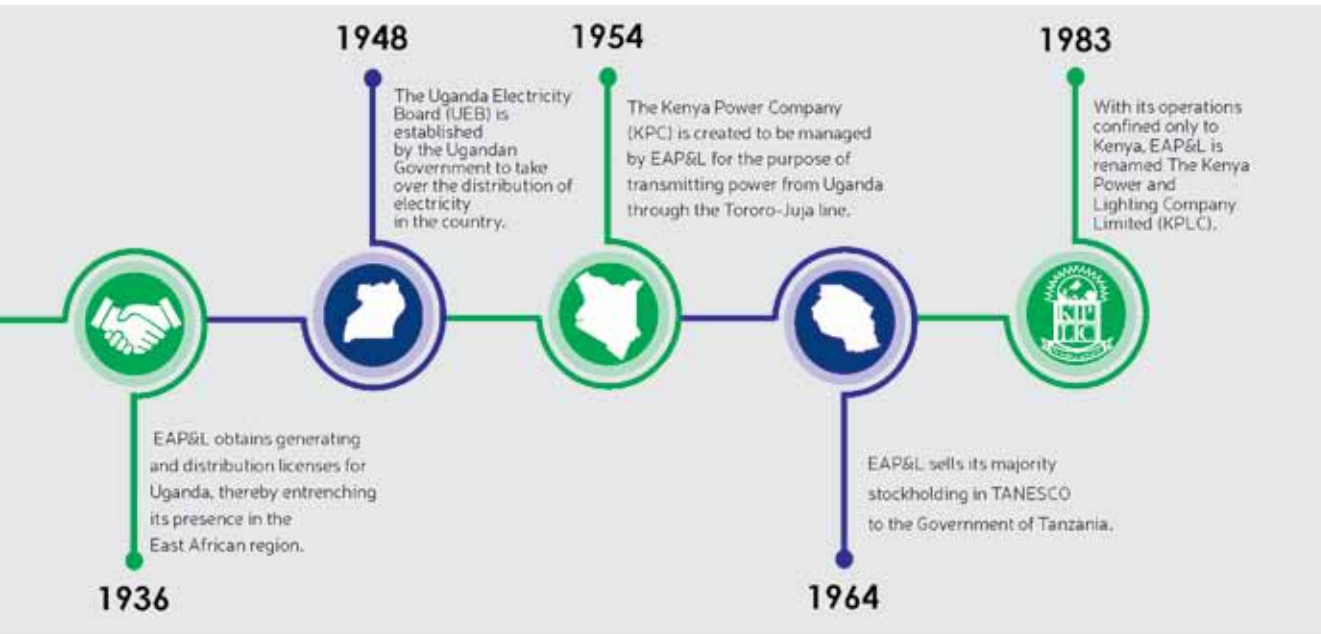 1948
The Uganda Electricity
Board (UEB) is
established
by the Ugandan
Government to take
over the distribution of
electricity
in the country.
1954
The Kenya Power Company
(KPC) is created to be managed
by EAP&L for the purpose of
transmitting power from Uganda
through the Tororo-Juja line.
1983
With its operations
confined only to
Kenya, EAP&L is
renamed The Kenya
Power and
Lighting Company
Limited (KPLC).
EAP&L obtains generating
and distribution licenses for
Uganda, thereby entrenching
its presence in the
East African region.
1936
EAP&L sells its majority
stockholding in TANESCO
to the Government of Tanzania.
1964